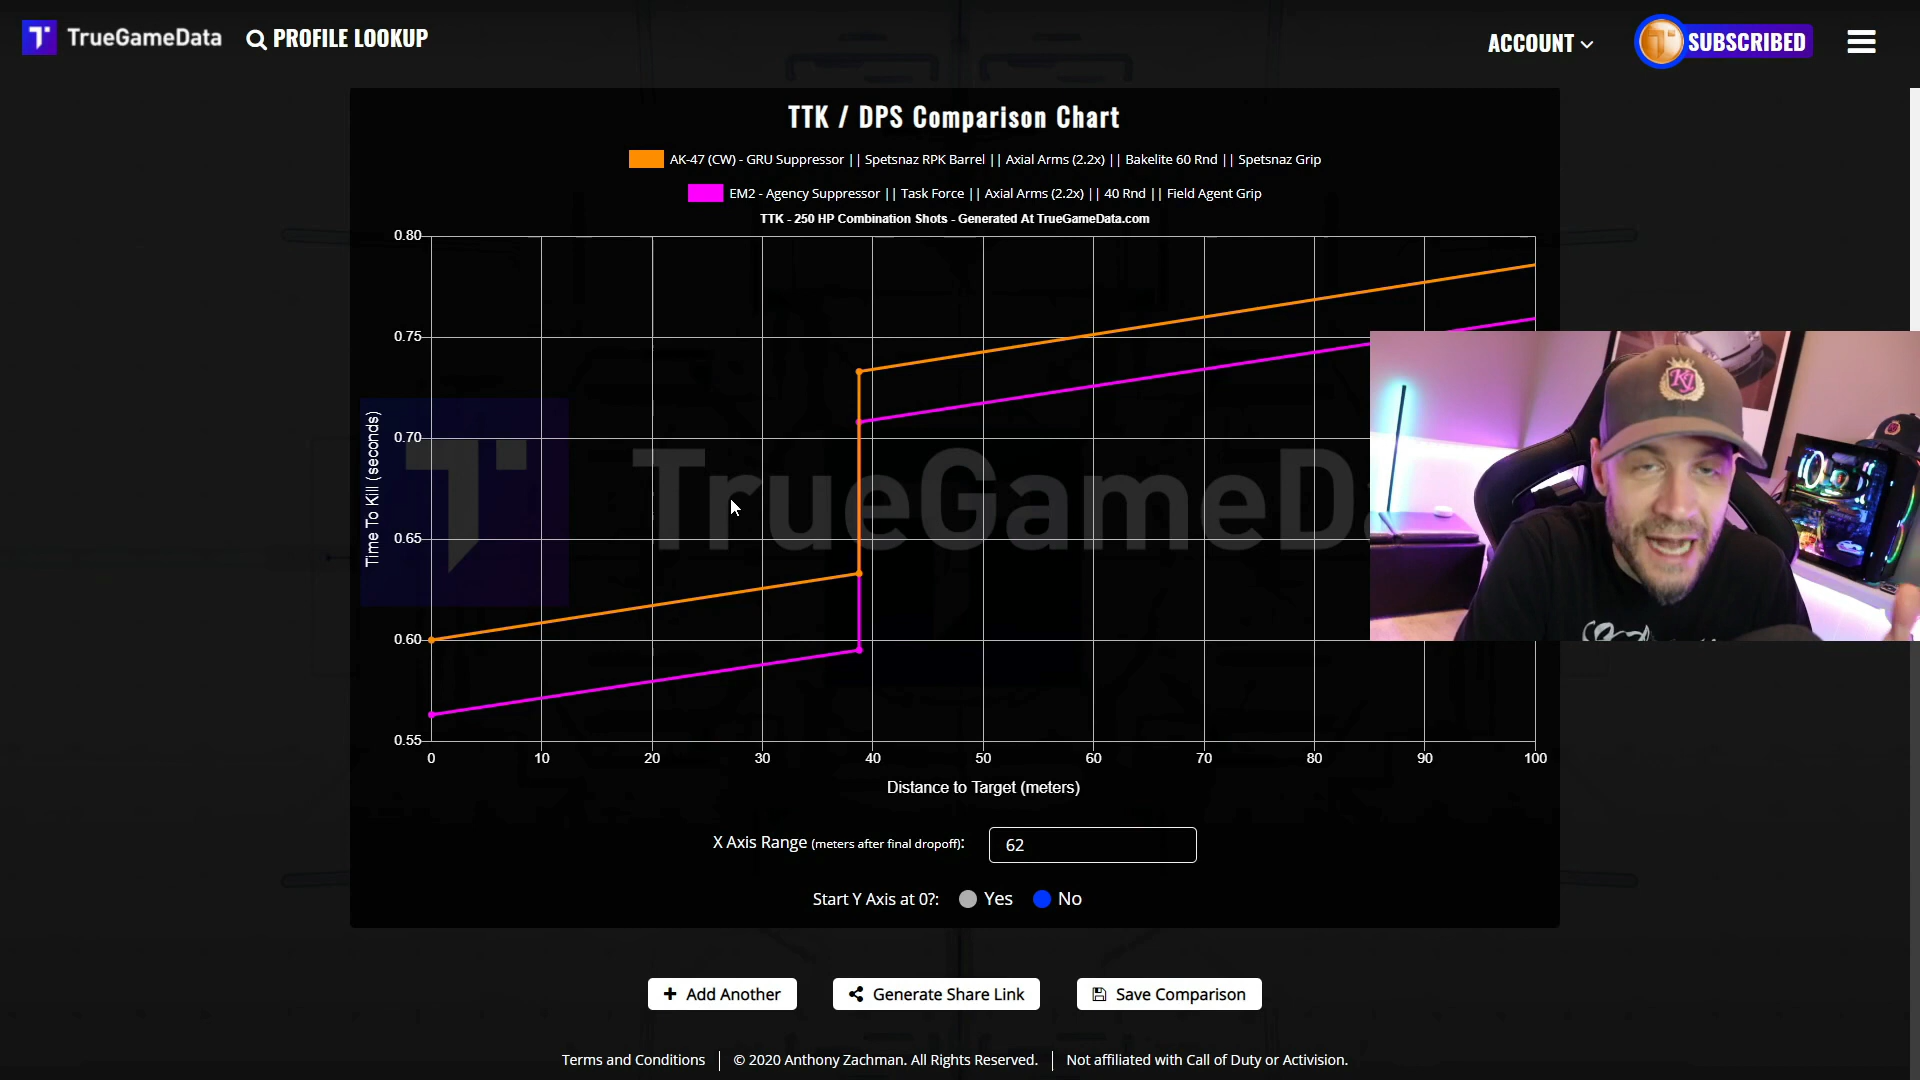 TrueGameData
PROFILE LOOKUP
ACCOUNT
SUBSCRIBED
TTK / DPS Comparison Chart
AK-47 (CW) - GRU Suppressor || Spetsnaz RPK Barrel || Axial Arms (2.2x) || Bakelite 60 Rnd || Spetsnaz Grip
EM2 - Agency Suppressor || Task Force || Axial Arms (2.2x) || 40 Rnd || Field Agent Grip
TTK - 250 HP Combination Shots - Generated At TrueGameData.com
0.80
0.75
0.70
0.65
0.60
0.55
Time To Kill (seconds)
TrueGameDa
0 10 20 30 40 50 60 70 80 90 100
Distance to Target (meters)
X Axis Range (meters after final dropoff): 62
Start Y Axis at 0?: Yes No
Add Another
Generate Share Link
Save Comparison
Terms and Conditions
© 2020 Anthony Zachman. All Rights Reserved.
Not affiliated with Call of Duty or Activision.